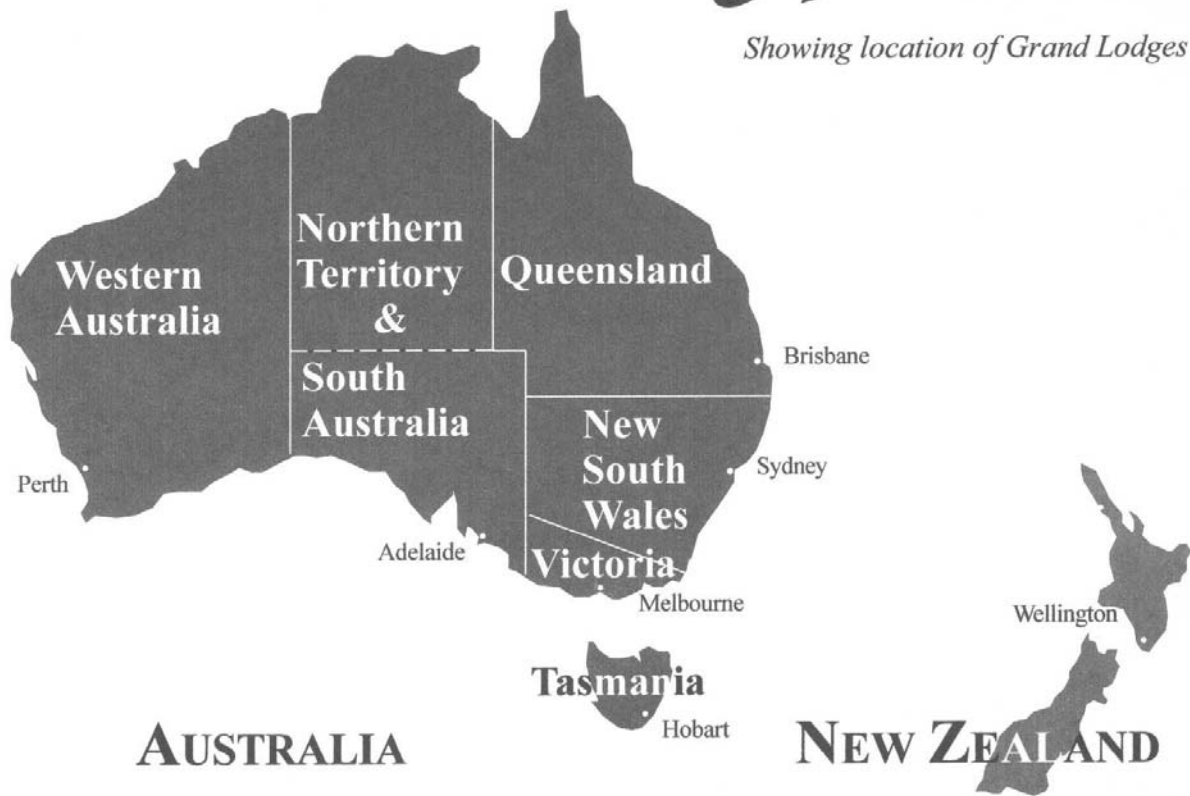 Showing location of Grand Lodges
Northern
Territory
&
Western
Australia
Queensland
Brisbane
South
Australia
New
South
Wales
Sydney
Perth
Adelaide
Victoria
Melbourne
Wellington
Tasmania
Hobart
AUSTRALIA
NEW ZEALAND